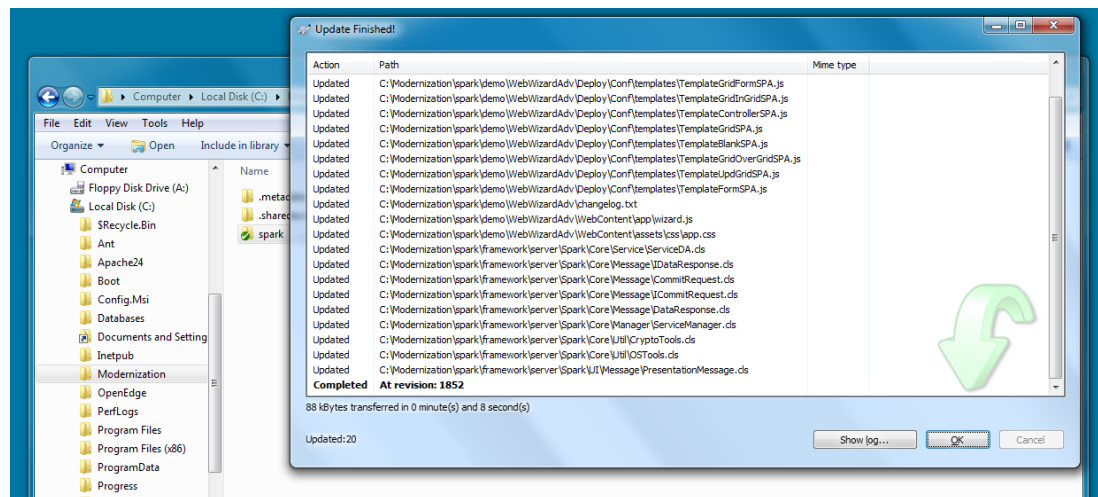 Update Finished!
Action Path Mime type
Updated C:\Modernization\spark\demo\WebWizardAdv\Deploy\Conf\templates\TemplateGridFormSPA.js
Updated C:\Modernization\spark\demo\WebWizardAdv\Deploy\Conf\templates\TemplateGridInGridSPA.js
Updated C:\Modernization\spark\demo\WebWizardAdv\Deploy\Conf\templates\TemplateControllerSPA.js
Updated C:\Modernization\spark\demo\WebWizardAdv\Deploy\Conf\templates\TemplateGridSPA.js
Updated C:\Modernization\spark\demo\WebWizardAdv\Deploy\Conf\templates\TemplateBlankSPA.js
Updated C:\Modernization\spark\demo\WebWizardAdv\Deploy\Conf\templates\TemplateGridOverGridSPA.js
Updated C:\Modernization\spark\demo\WebWizardAdv\Deploy\Conf\templates\TemplateUpdGridSPA.js
Updated C:\Modernization\spark\demo\WebWizardAdv\Deploy\Conf\templates\TemplateFormSPA.js
Updated C:\Modernization\spark\demo\WebWizardAdv\changelog.txt
Updated C:\Modernization\spark\demo\WebWizardAdv\WebContent\app\wizard.js
Updated C:\Modernization\spark\demo\WebWizardAdv\WebContent\assets\css\app.css
Updated C:\Modernization\spark\framework\server\Spark\Core\Service\ServiceDA.cls
Updated C:\Modernization\spark\framework\server\Spark\Core\Message\IDataResponse.cls
Updated C:\Modernization\spark\framework\server\Spark\Core\Message\CommitRequest.cls
Updated C:\Modernization\spark\framework\server\Spark\Core\Message\ICommitRequest.cls
Updated C:\Modernization\spark\framework\server\Spark\Core\Message\DataResponse.cls
Updated C:\Modernization\spark\framework\server\Spark\Core\Manager\ServiceManager.cls
Updated C:\Modernization\spark\framework\server\Spark\Core\Util\CryptoTools.cls
Updated C:\Modernization\spark\framework\server\Spark\Core\Util\OSTools.cls
Updated C:\Modernization\spark\framework\server\Spark\UI\Message\PresentationMessage.cls
Completed At revision: 1852
88 kBytes transferred in 0 minute(s) and 8 second(s)
Updated:20
Show log... OK Cancel
Computer Local Disk (C:)
File Edit View Tools Help
Organize Open Include in library
Name
Computer
Floppy Disk Drive (A:)
Local Disk (C:)
$Recycle.Bin
Ant
Apache24
Boot
Config.Msi
Databases
Documents and Setting
Inetpub
Modernization
OpenEdge
PerfLogs
Program Files
Program Files (x86)
ProgramData
Progress
.metad
.shared
spark